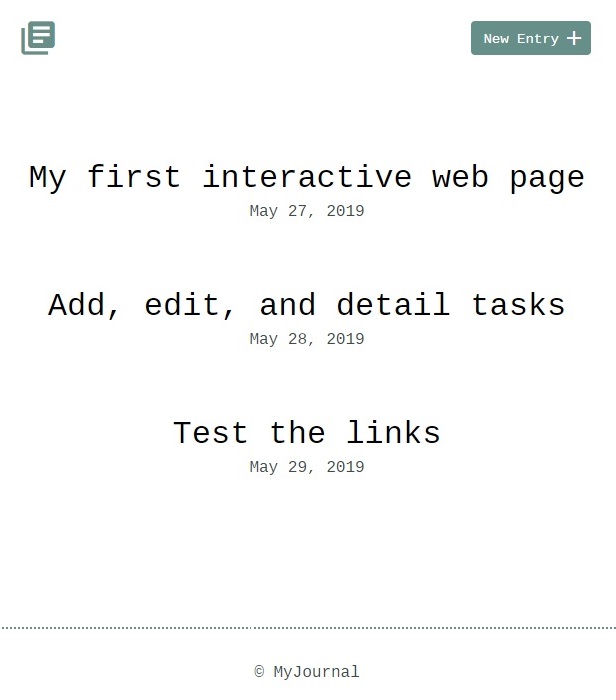 New Entry +
My first interactive web page
May 27, 2019
Add, edit, and detail tasks
May 28, 2019
Test the links
May 29, 2019
© MyJournal